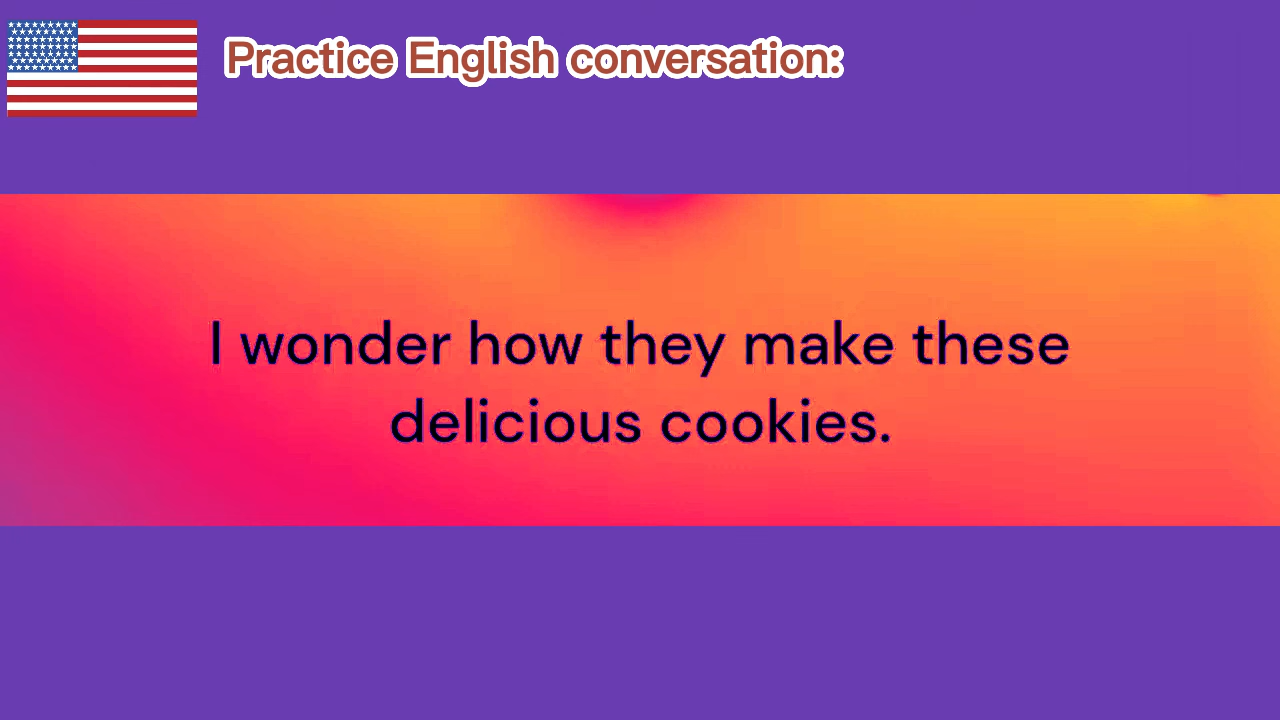 Practice English conversation:
I wonder how they make these
delicious cookies.